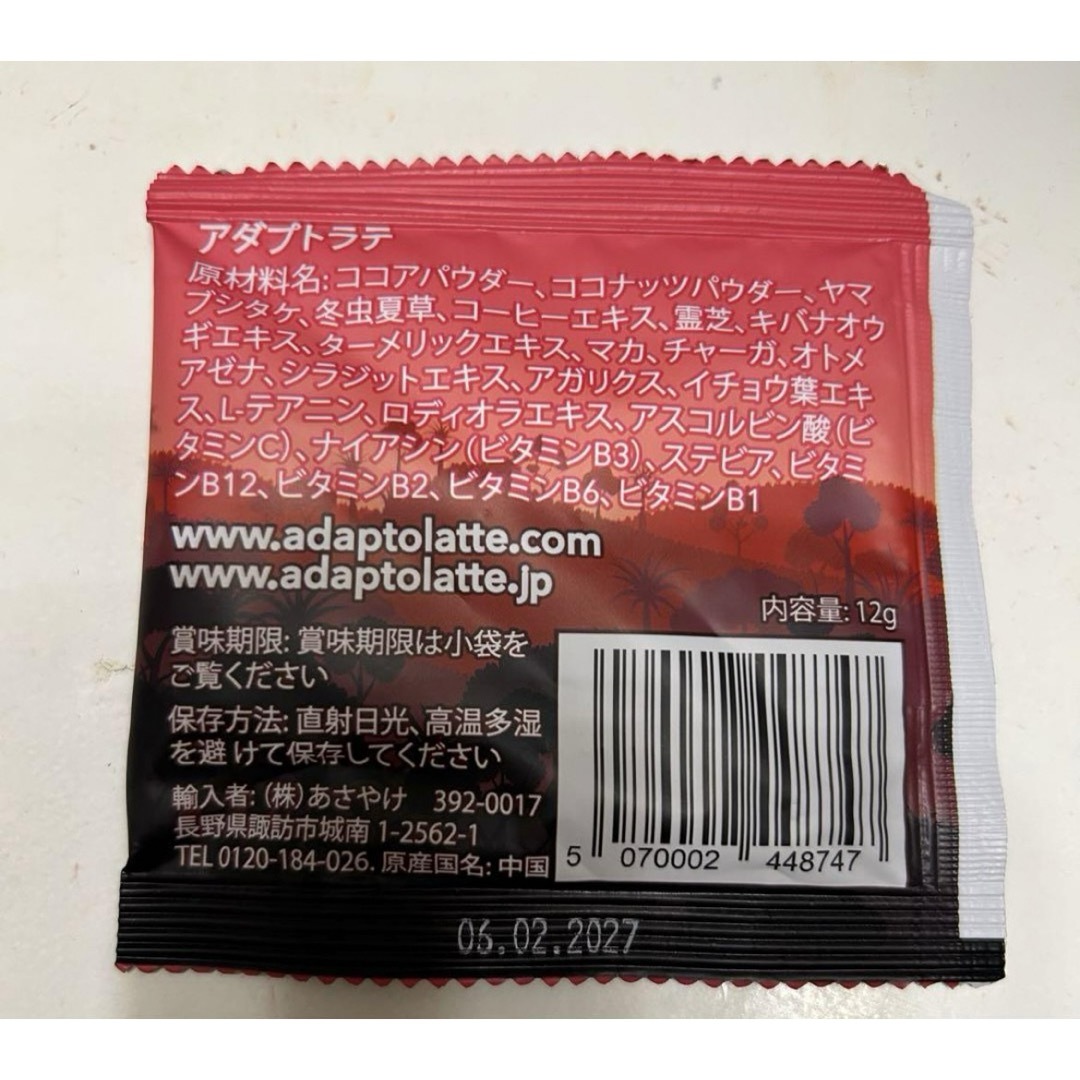 アダプトラテ
原材料名: ココアパウダー、ココナッツパウダー、ヤマ
ブシタケ、冬虫夏草、コーヒーエキス、霊芝、キバナオウ
ギエキス、ターメリックエキス、マカ、チャーガ、オトメ
アゼナ、シラジットエキス、アガリクス、イチョウ葉エキ
ス、L-テアニン、ロディオラエキス、アスコルビン酸（ビ
タミンC）、ナイアシン（ビタミンB3）、ステビア、ビタミ
ンB12、ビタミンB2、ビタミンB6、ビタミンB1
www.adaptolatte.com
www.adaptolatte.jp
内容量: 12g
賞味期限: 賞味期限は小袋を
ご覧ください
保存方法: 直射日光、高温多湿
を避けて保存してください
輸入者:（株）あさやけ 392-0017
長野県諏訪市城南 1-2562-1
TEL 0120-184-026. 原産国名: 中国
5 070002 448747
06.02.2027